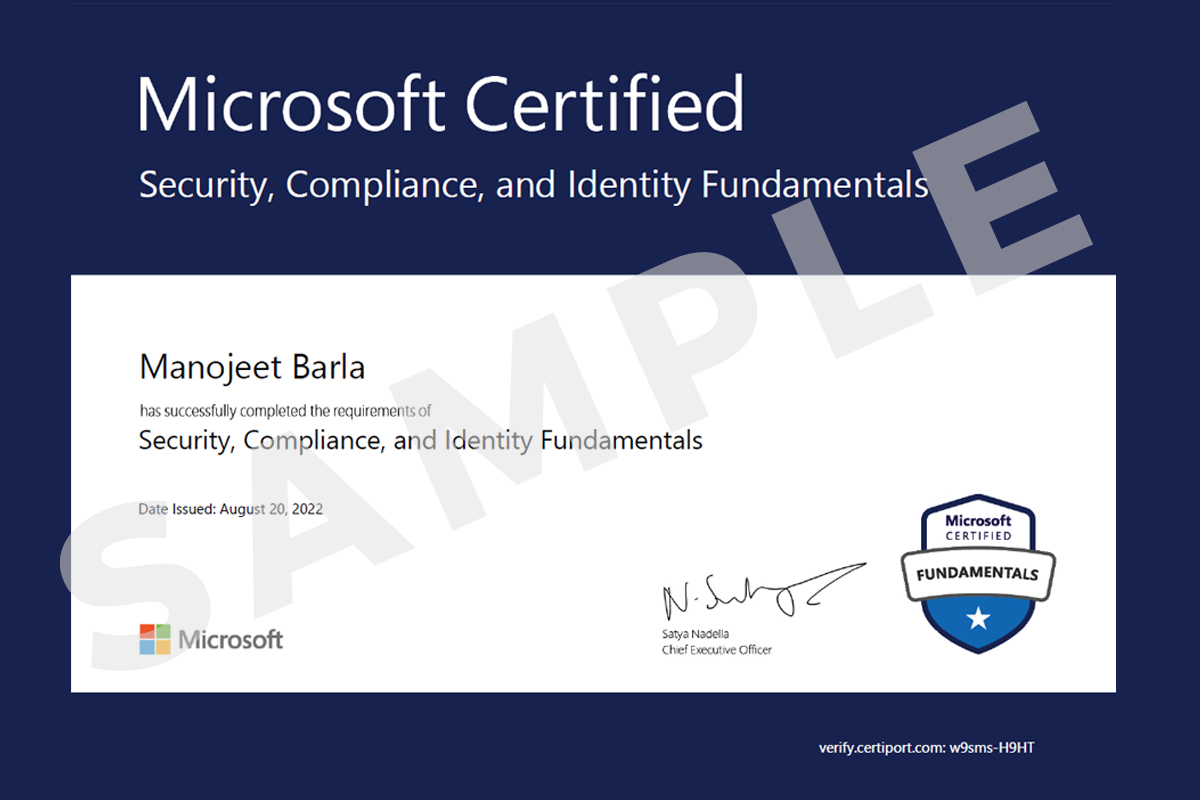 Microsoft Certified
Security, Compliance, and Identity Fundamentals
SAMPLE
Manojeet Barla
has successfully completed the requirements of
Security, Compliance, and Identity Fundamentals
Date Issued: August 20, 2022
Microsoft
CERTIFIED
FUNDAMENTALS
N. Satya
Satya Nadella
Chief Executive Officer
Microsoft
verify.certiport.com: w9sms-H9HT